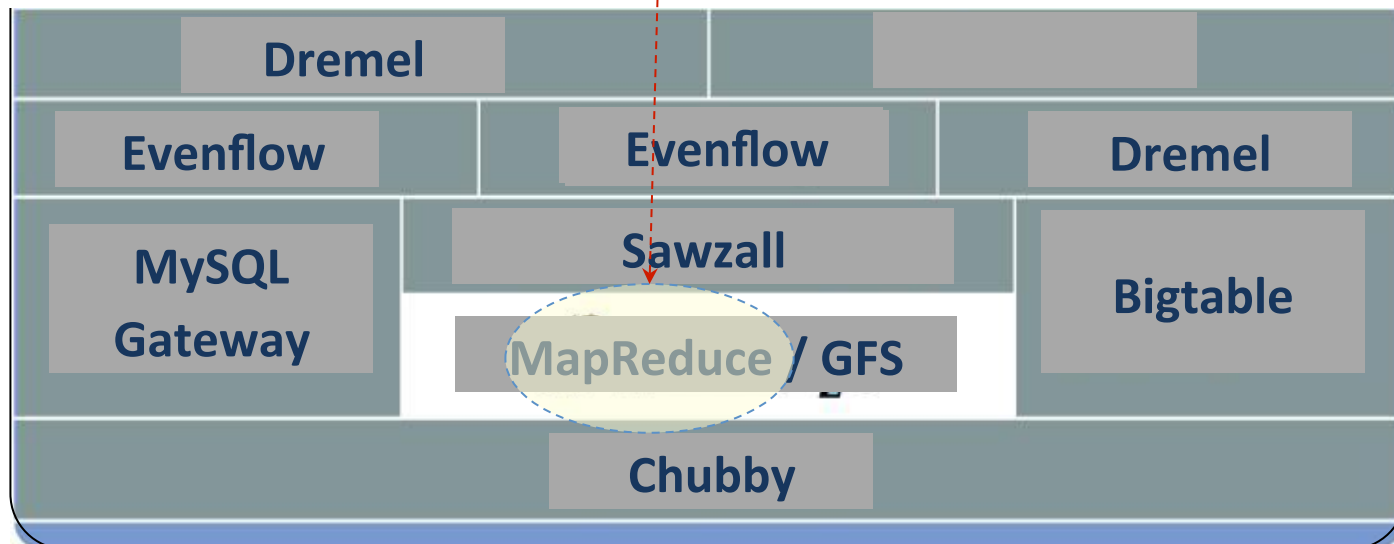 Dremel
Evenflow
Evenflow
Dremel
MySQL
Gateway
Sawzall
Bigtable
MapReduce / GFS
Chubby